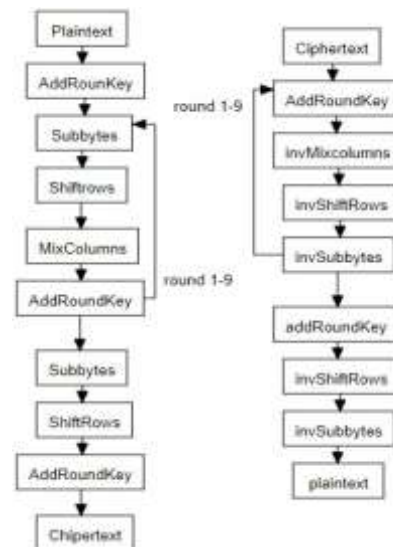 Plaintext
AddRounKey
Subbytes
Shiftrows
MixColumns
AddRoundKey
round 1-9
Subbytes
ShiftRows
AddRoundKey
Chipertext
Ciphertext
round 1-9
AddRoundKey
invMixcolumns
invShiftRows
invSubbytes
addRoundKey
invShiftRows
invSubbytes
plaintext